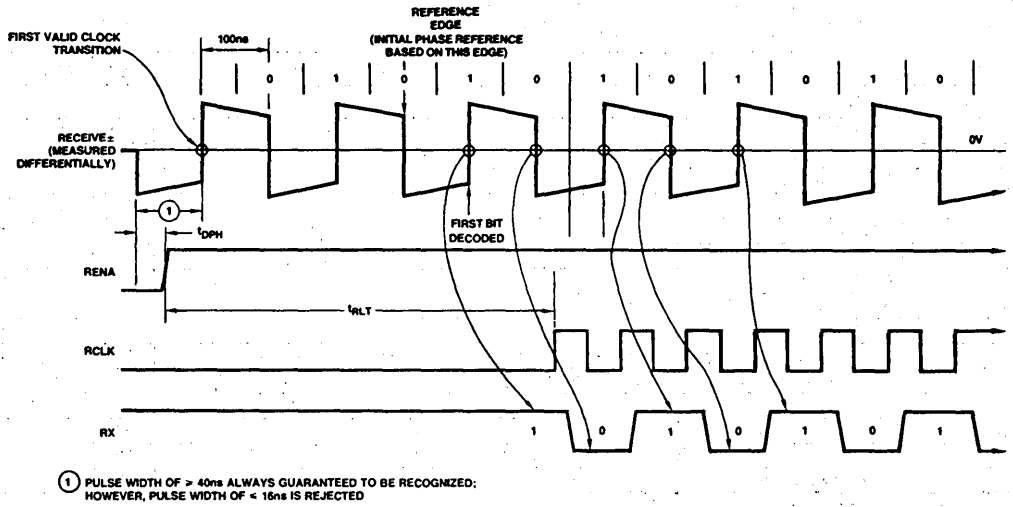 REFERENCE
EDGE
(INITIAL PHASE REFERENCE
BASED ON THIS EDGE)
FIRST VALID CLOCK
TRANSITION
100ns
0 1 0 1 0 1 0 1 0 1 0
RECEIVE±
(MEASURED
DIFFERENTIALLY)
0V
1
FIRST BIT
DECODED
tDPH
RENA
tRLT
RCLK
RX
1 0 1 0 1 0 1
1 PULSE WIDTH OF > 40ns ALWAYS GUARANTEED TO BE RECOGNIZED;
HOWEVER, PULSE WIDTH OF < 16ns IS REJECTED